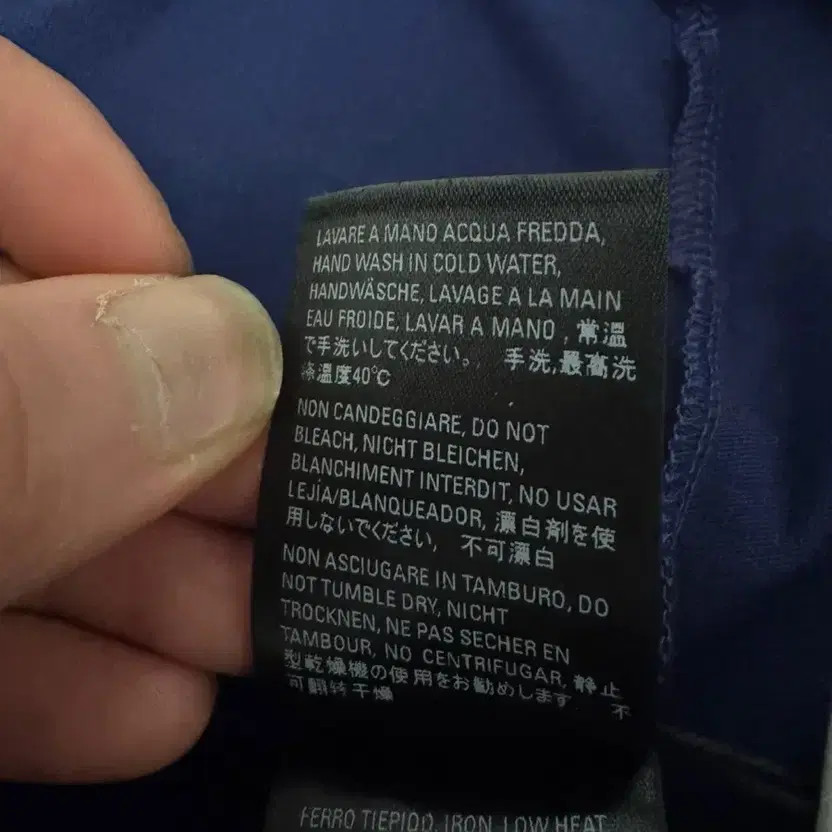 LAVARE A MANO ACQUA FREDDA,
HAND WASH IN COLD WATER,
HANDWÄSCHE, LAVAGE A LA MAIN
EAU FROIDE, LAVAR A MANO , 常温
で手洗いしてください。 手洗,最高洗
涤温度40°C
NON CANDEGGIARE, DO NOT
BLEACH, NICHT BLEICHEN,
BLANCHIMENT INTERDIT, NO USAR
LEJÍA/BLANQUEADOR, 漂白剤を使
用しないでください, 不可漂白
NON ASCIUGARE IN TAMBURO, DO
NOT TUMBLE DRY, NICHT
TROCKNEN, NE PAS SECHER EN
TAMBOUR, NO CENTRIFUGAR, 静止
型乾燥機の使用をお勧めします 不
可翻转干燥
FERRO TIEPIDO, IRON LOW HEAT